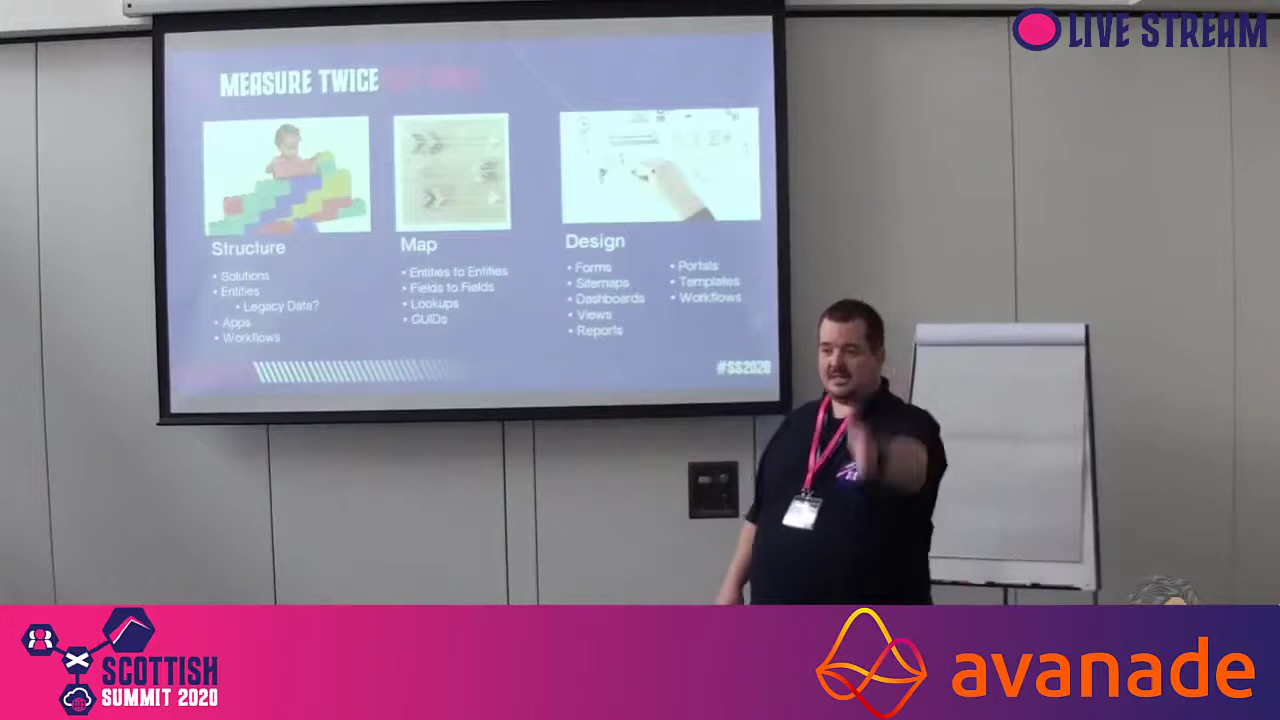 LIVE STREAM
MEASURE TWICE
Structure
• Solutions
• Entities
• Legacy Data?
• Apps
• Workflows
Map
• Entities to Entities
• Fields to Fields
• Lookups
• GUIDs
Design
• Forms
• Sitemaps
• Dashboards
• Views
• Reports
• Portals
• Templates
• Workflows
#SS2020
SCOTTISH
SUMMIT 2020
avanade